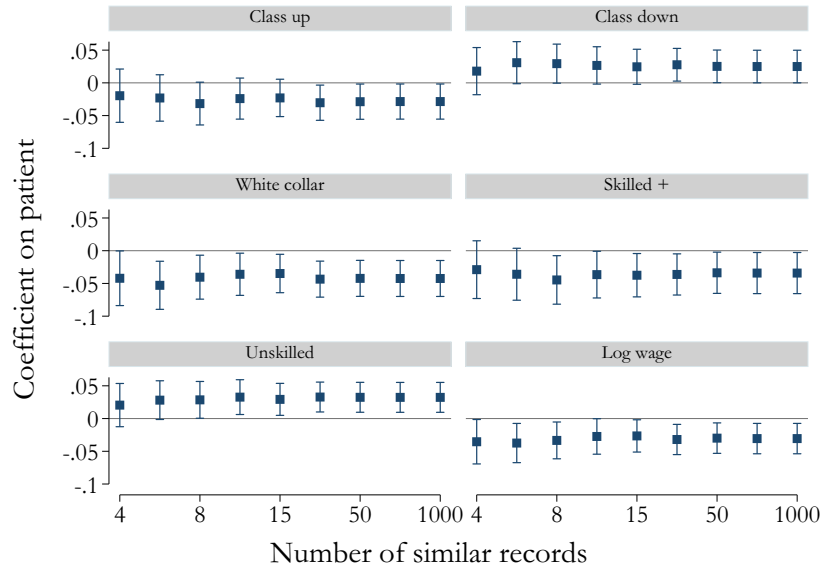 Class up
Class down
.05
0
-.05
-.1
White collar
Skilled +
.05
0
-.05
-.1
Unskilled
Log wage
.05
0
-.05
-.1
4 8 15 50 1000 4 8 15 50 1000
Coefficient on patient
Number of similar records